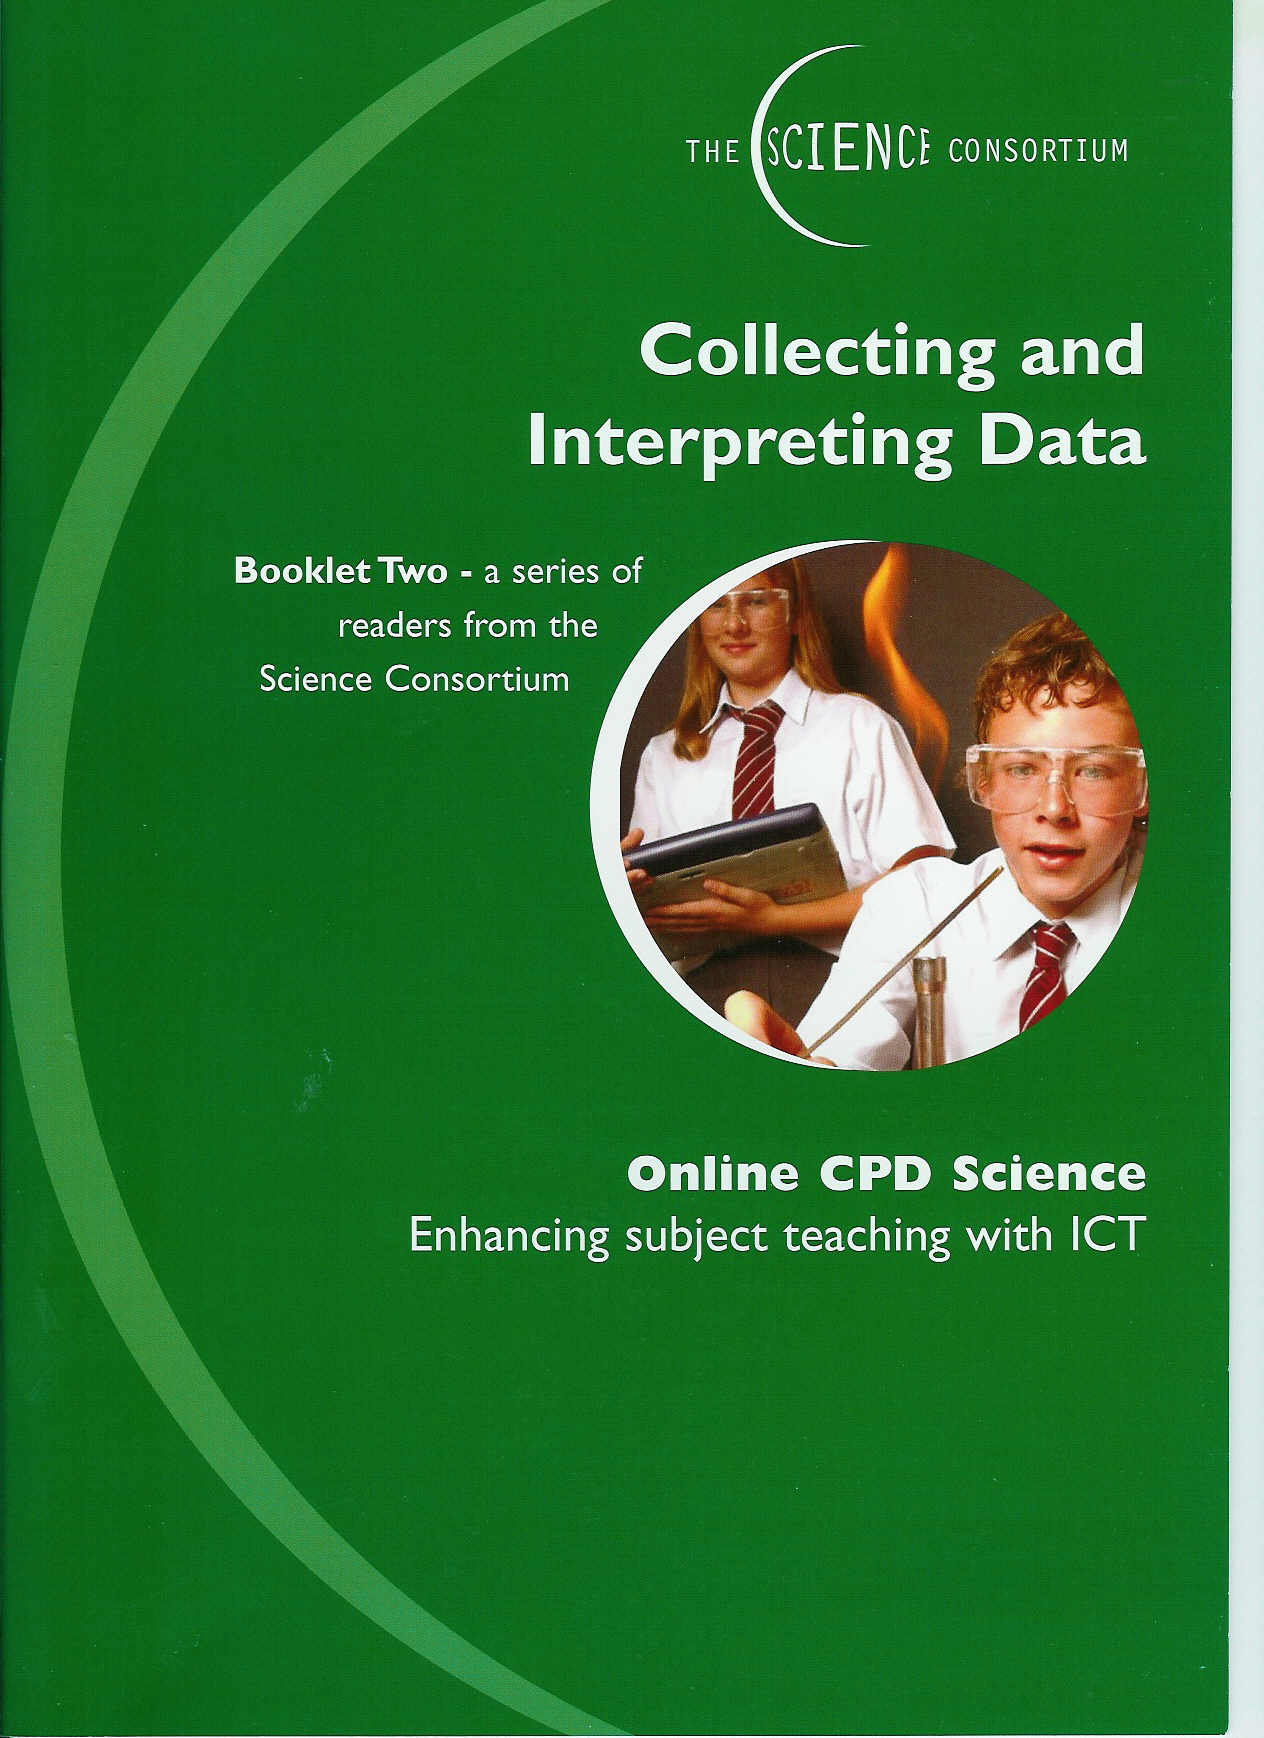 THE SCIENCE CONSORTIUM
Collecting and
Interpreting Data
Booklet Two - a series of
readers from the
Science Consortium
Online CPD Science
Enhancing subject teaching with ICT